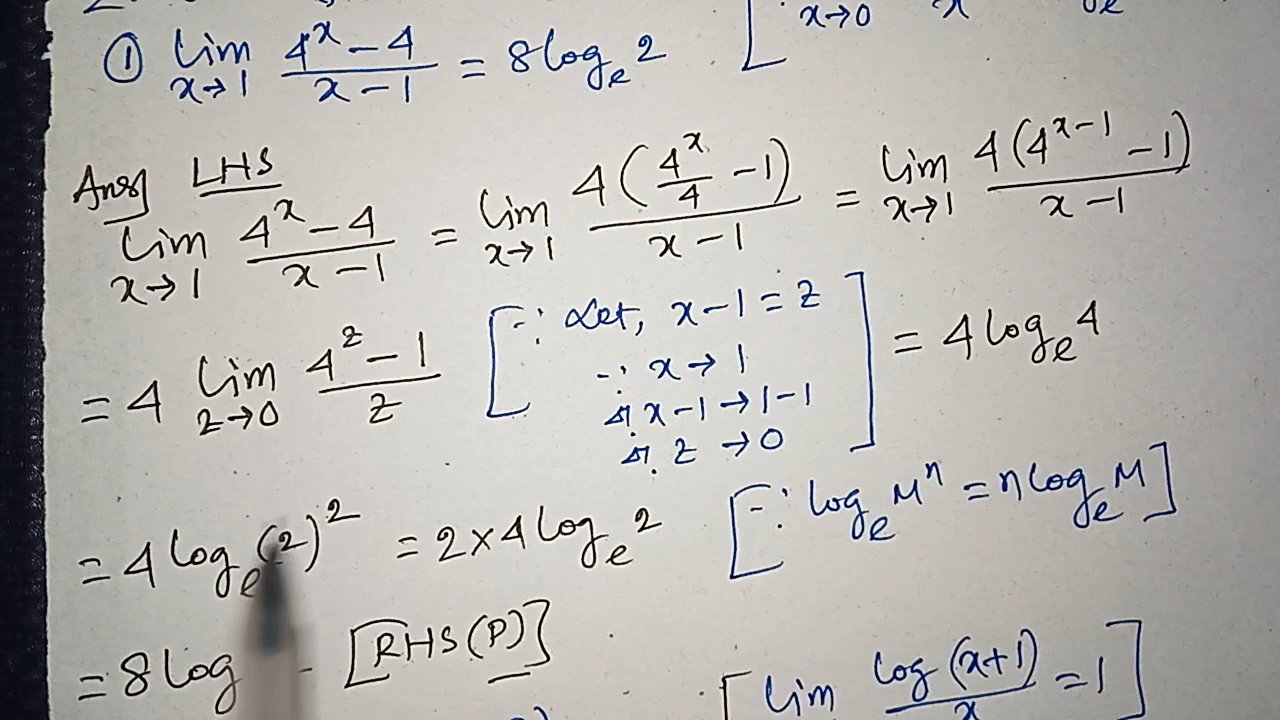 ① lim x→1 (4^x − 4)/(x − 1) = 8 log_e 2 [ x→0 x
Ans LHS
lim x→1 (4^x − 4)/(x − 1) = lim x→1 4(4^x/4 − 1)/(x − 1) = lim x→1 4(4^{x−1} − 1)/(x − 1)
= 4 lim z→0 (4^z − 1)/z [∵ Let, x − 1 = z
∵ x → 1
x − 1 → 1 − 1
z → 0 ] = 4 log_e 4
= 4 log_e (2)^2 = 2 × 4 log_e 2 [∵ log_e M^n = n log_e M]
= 8 log − [RHS (P)]
[lim log (x+1)/x = 1]